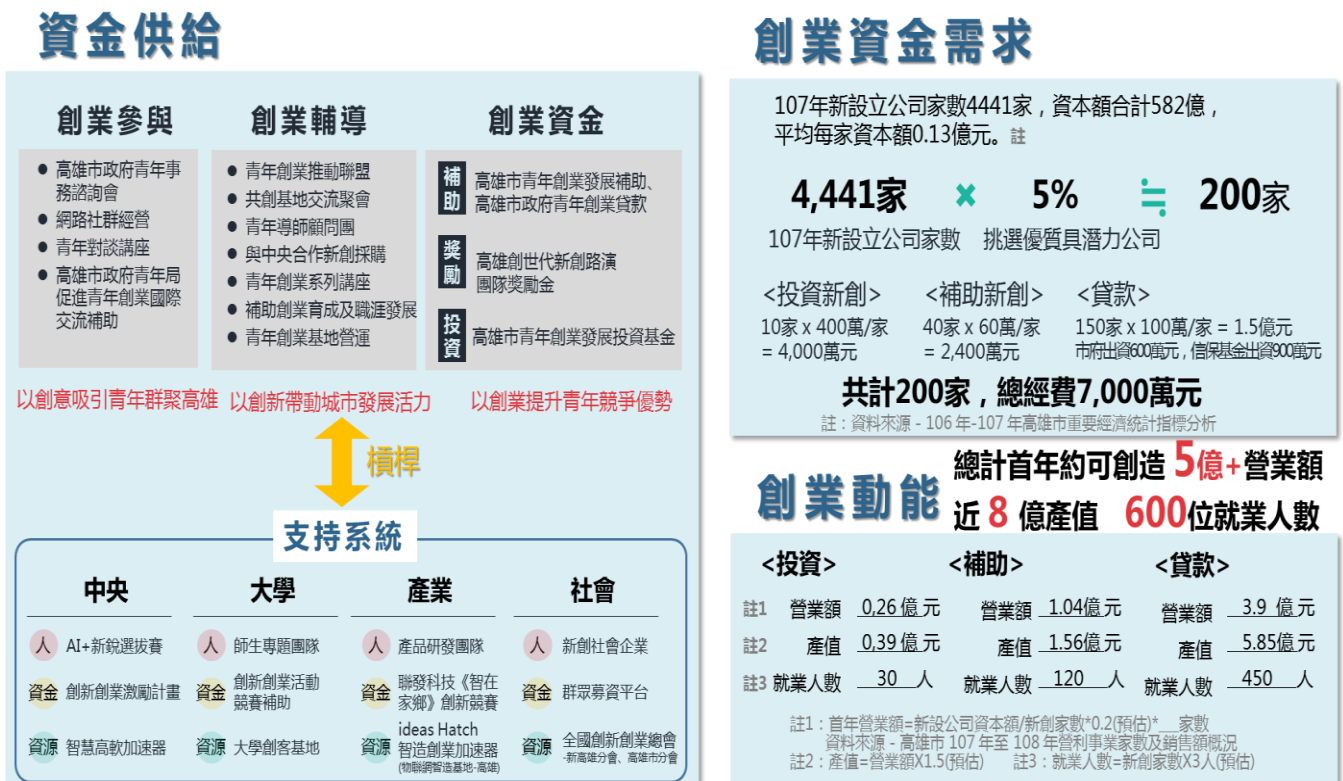 資金供給
創業參與
高雄市政府青年事
務諮詢會
網路社群經營
青年對談講座
高雄市政府青年局
促進青年創業國際
交流補助
創業輔導
青年創業推動聯盟
共創基地交流聚會
青年導師顧問團
與中央合作新創採購
青年創業系列講座
補助創業育成及職涯發展
青年創業基地營運
創業資金
補助
高雄市青年創業發展補助、
高雄市政府青年創業貸款
獎勵
高雄創世代新創路演
團隊獎勵金
投資
高雄市青年創業發展投資基金
以創意吸引青年群聚高雄
以創新帶動城市發展活力
以創業提升青年競爭優勢
槓桿
支持系統
中央
人 AI+新銳選拔賽
資金 創新創業激勵計畫
資源 智慧高軟加速器
大學
人 師生專題團隊
資金 創新創業活動
競賽補助
資源 大學創客基地
產業
人 產品研發團隊
資金 聯發科技《智在
家鄉》創新競賽
資源 ideas Hatch
智造創業加速器
(物聯網智造基地-高雄)
社會
人 新創社會企業
資金 群眾募資平台
資源 全國創新創業總會
-新高雄分會、高雄市分會
創業資金需求
107年新設立公司家數4441家，資本額合計582億，
平均每家資本額0.13億元。註
4,441家 × 5% ≒ 200家
107年新設立公司家數 挑選優質具潛力公司
<投資新創> <補助新創> <貸款>
10家 x 400萬/家 40家 x 60萬/家 150家 x 100萬/家 = 1.5億元
= 4,000萬元 = 2,400萬元 市府出資600萬元，信保基金出資900萬元
共計200家，總經費7,000萬元
註：資料來源 - 106 年-107 年高雄市重要經濟統計指標分析
創業動能
總計首年約可創造 5億+營業額
近 8 億產值 600位就業人數
<投資> <補助> <貸款>
註1 營業額 0,26 億元 營業額 1.04億元 營業額 3.9 億元
註2 產值 0,39 億元 產值 1.56億元 產值 5.85億元
註3 就業人數 30 人 就業人數 120 人 就業人數 450 人
註1：首年營業額=新設公司資本額/新創家數*0.2(預估)*__家數
資料來源 - 高雄市 107 年至 108 年營利事業家數及銷售額概況
註2：產值=營業額X1.5(預估) 註3：就業人數=新創家數X3人(預估)